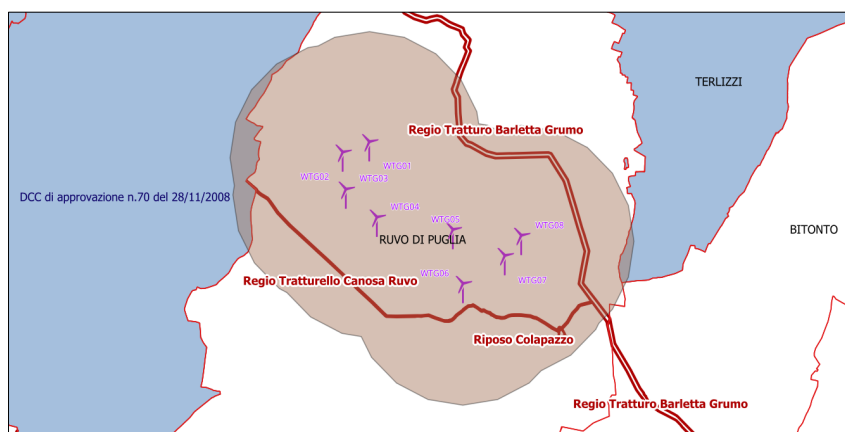 TERLIZZI
Regio Tratturo Barletta Grumo
WTG01
WTG02
WTG03
DCC di approvazione n.70 del 28/11/2008
WTG04
WTG05
WTG08
BITONTO
RUVO DI PUGLIA
WTG06
WTG07
Regio Tratturello Canosa Ruvo
Riposo Colapazzo
Regio Tratturo Barletta Grumo